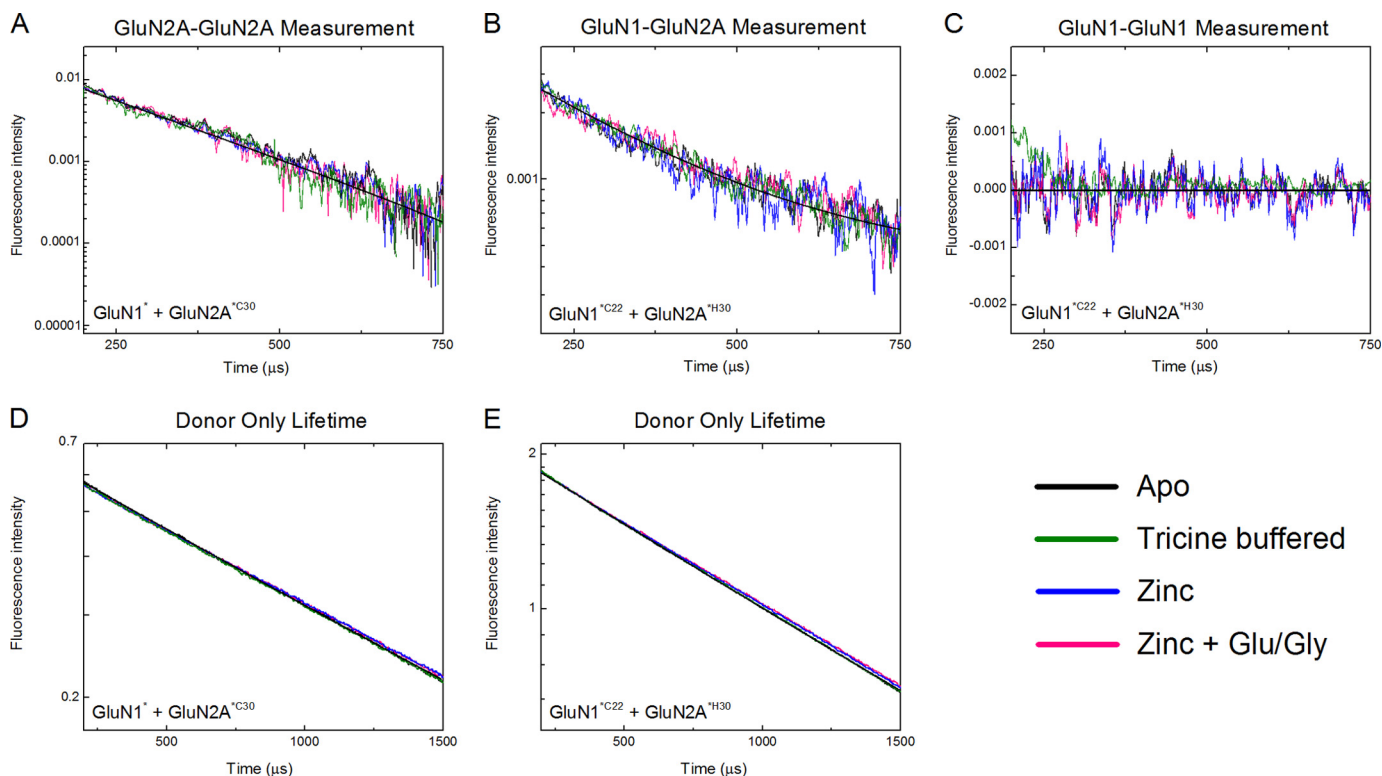 A
GluN2A-GluN2A Measurement
Fluorescence intensity
0.01
0.001
0.0001
0.00001
GluN1* + GluN2A*C30
250
500
750
Time (μs)
B
GluN1-GluN2A Measurement
Fluorescence intensity
0.001
GluN1*C22 + GluN2A*H30
250
500
750
Time (μs)
C
GluN1-GluN1 Measurement
Fluorescence intensity
0.002
0.001
0.000
-0.001
-0.002
GluN1*C22 + GluN2A*H30
250
500
750
Time (μs)
D
Donor Only Lifetime
Fluorescence intensity
0.7
0.2
GluN1* + GluN2A*C30
500
1000
1500
Time (μs)
E
Donor Only Lifetime
Fluorescence intensity
2
1
GluN1*C22 + GluN2A*H30
500
1000
1500
Time (μs)
Apo
Tricine buffered
Zinc
Zinc + Glu/Gly